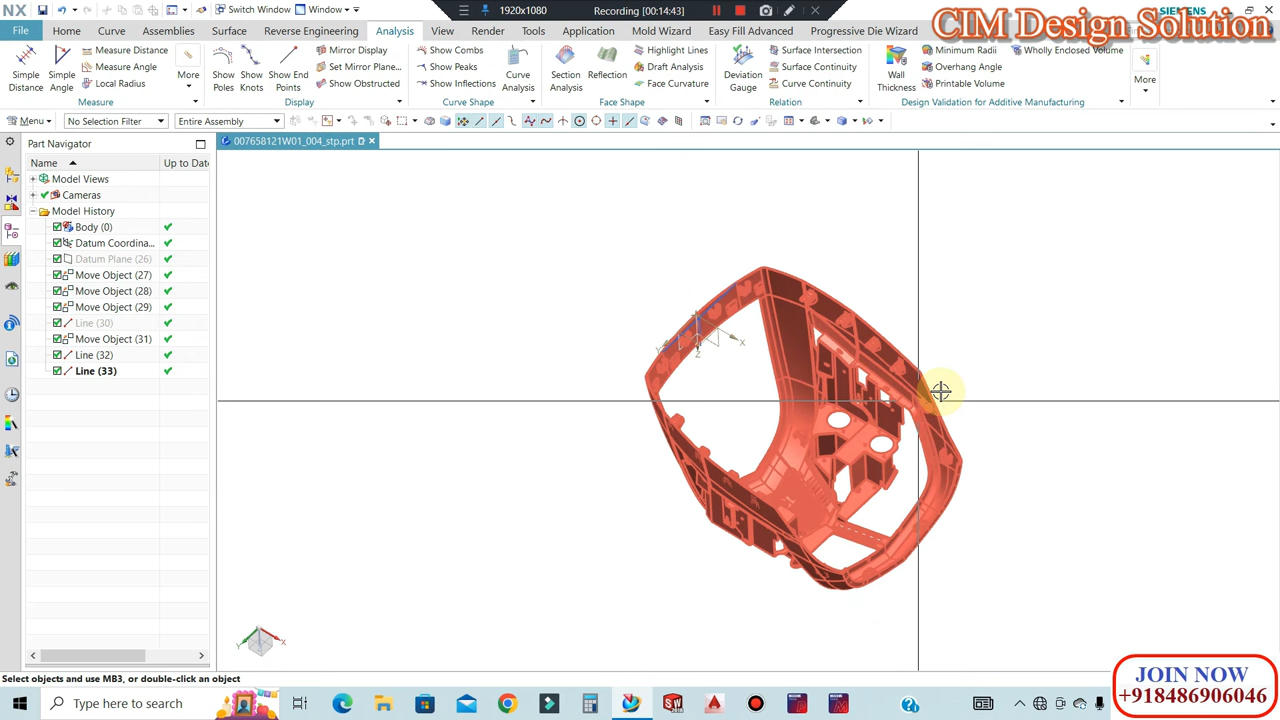 NX
Switch Window
Window
1920x1080
Recording [00:14:43]
SIEMENS
CIM Design Solution
File
Home
Curve
Assemblies
Surface
Reverse Engineering
Analysis
View
Render
Tools
Application
Mold Wizard
Easy Fill Advanced
Progressive Die Wizard
Simple Distance
Simple Angle
Measure Distance
Measure Angle
Local Radius
More
Measure
Show Poles
Show Knots
Show End Points
Mirror Display
Set Mirror Plane...
Show Obstructed
Display
Show Combs
Show Peaks
Show Inflections
Curve Analysis
Curve Shape
Section Analysis
Reflection
Highlight Lines
Draft Analysis
Face Curvature
Face Shape
Deviation Gauge
Surface Intersection
Surface Continuity
Curve Continuity
Relation
Wall Thickness
Minimum Radii
Overhang Angle
Printable Volume
Wholly Enclosed Volume
Design Validation for Additive Manufacturing
More
Menu
No Selection Filter
Entire Assembly
Part Navigator
007658121W01_004_stp.prt
Name
Up to Date
Model Views
Cameras
Model History
Body (0)
Datum Coordina...
Datum Plane (26)
Move Object (27)
Move Object (28)
Move Object (29)
Line (30)
Move Object (31)
Line (32)
Line (33)
X
Y
Z
Y
X
Select objects and use MB3, or double-click an object
JOIN NOW
+918486906046
Type here to search